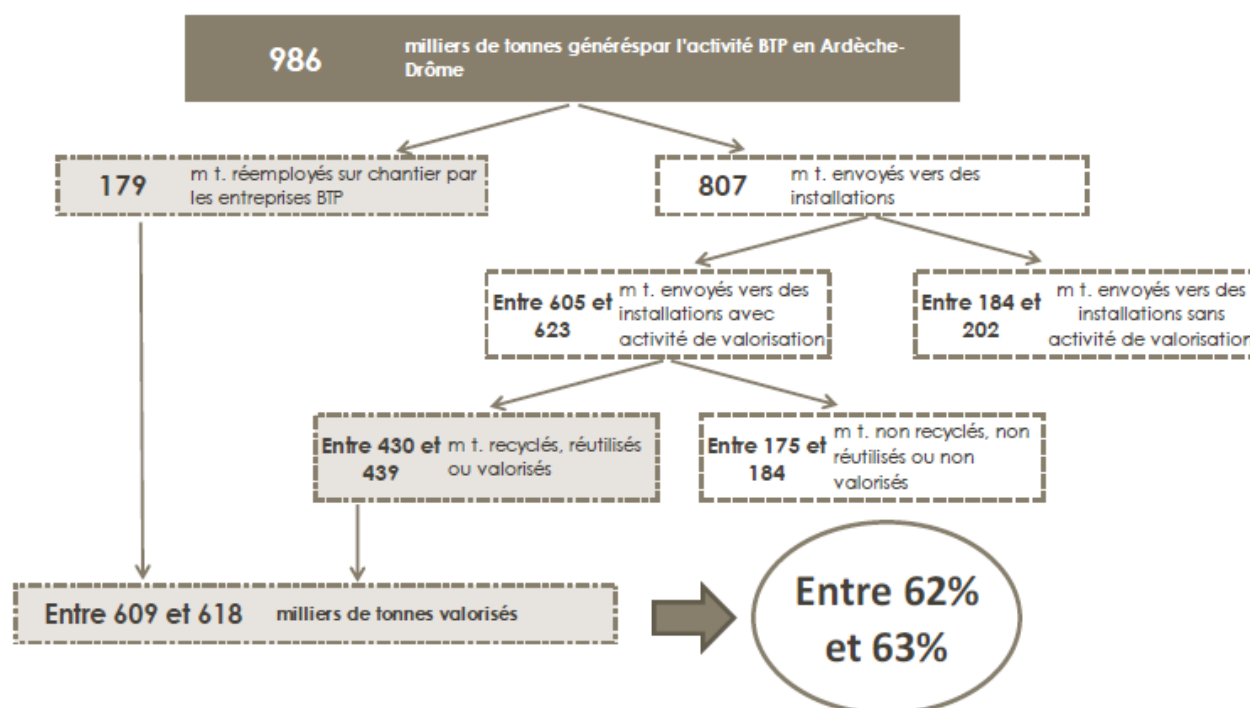 986
milliers de tonnes généréspar l'activité BTP en Ardèche-
Drôme
179
m t. réemployés sur chantier par
les entreprises BTP
807
m t. envoyés vers des
installations
Entre 605 et
623
m t. envoyés vers des
installations avec
activité de valorisation
Entre 184 et
202
m t. envoyés vers des
installations sans
activité de valorisation
Entre 430 et
439
m t. recyclés, réutilisés
ou valorisés
Entre 175 et
184
m t. non recyclés, non
réutilisés ou non
valorisés
Entre 609 et 618
milliers de tonnes valorisés
Entre 62%
et 63%